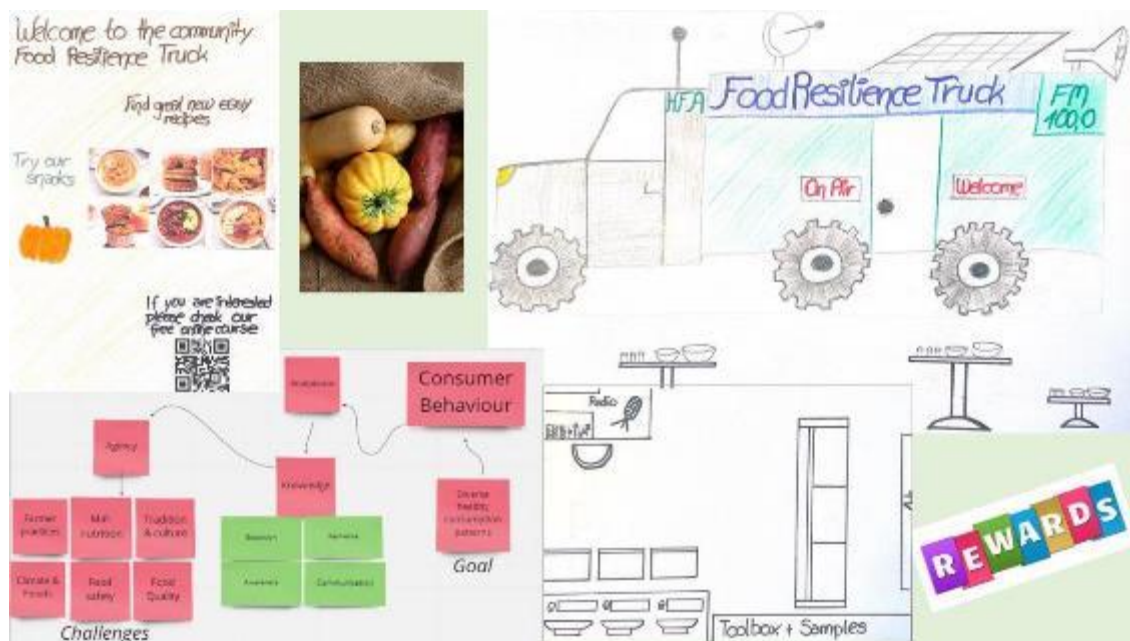 Welcome to the community
Food Resilience Truck
Find great new easy
recipes
Try our
snacks
If you are interested
please check our
free online course
HFA
Food Resilience Truck
FM
100,0
On Air
Welcome
Consumer
Behaviour
Agency
Knowledge
Farmer
practices
Mal-
nutrition
Tradition
& culture
Climate &
Foods
Food
safety
Food
Quality
Challenges
Communication
Diverse
healthy
consumption
patterns
Goal
Radio
Toolbox + Samples
REWARDS